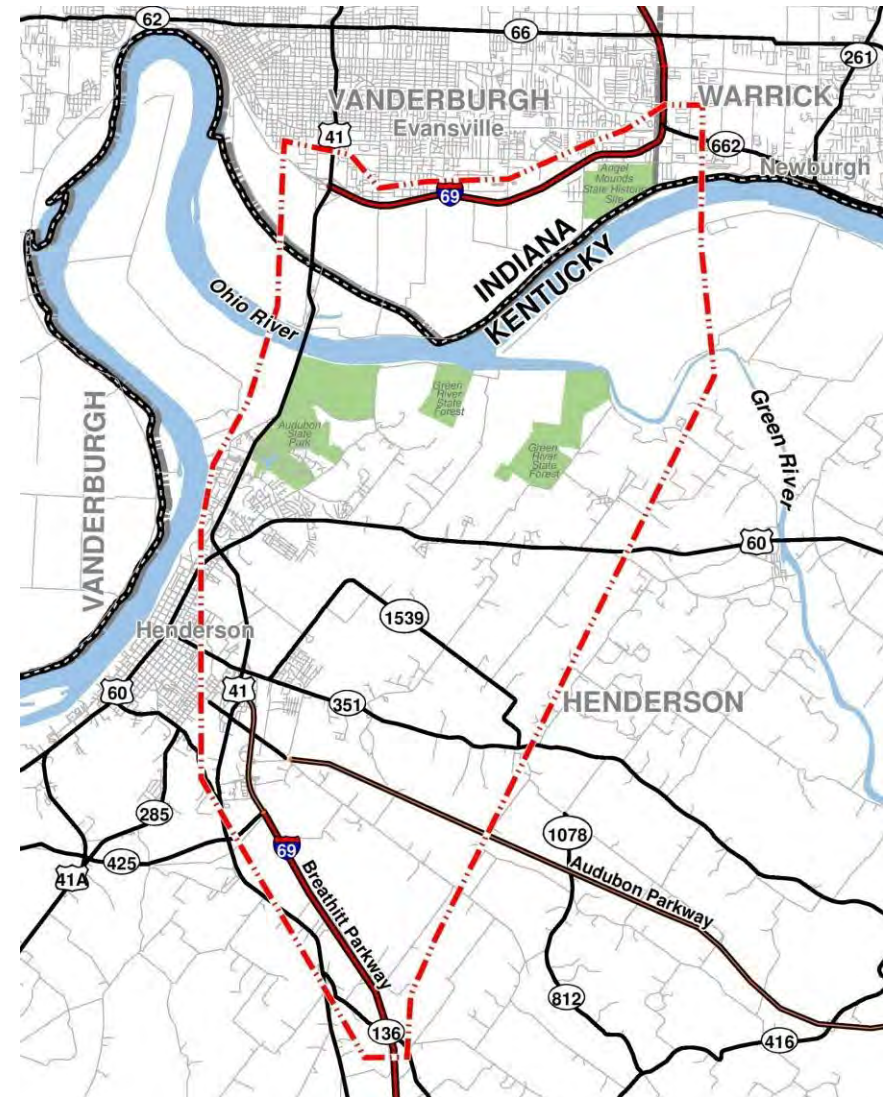 62
66
261
VANDERBURGH
WARRICK
41
Evansville
662
Newburgh
69
Angel
Mounds
State Historic
Site
INDIANA
KENTUCKY
Ohio River
Green
River
State
Forest
Audubon
State
Park
Green
River
State
Forest
Green River
VANDERBURGH
60
Henderson
1539
60
41
351
HENDERSON
285
1078
425
69
41A
Breathitt Parkway
Audubon Parkway
812
136
416